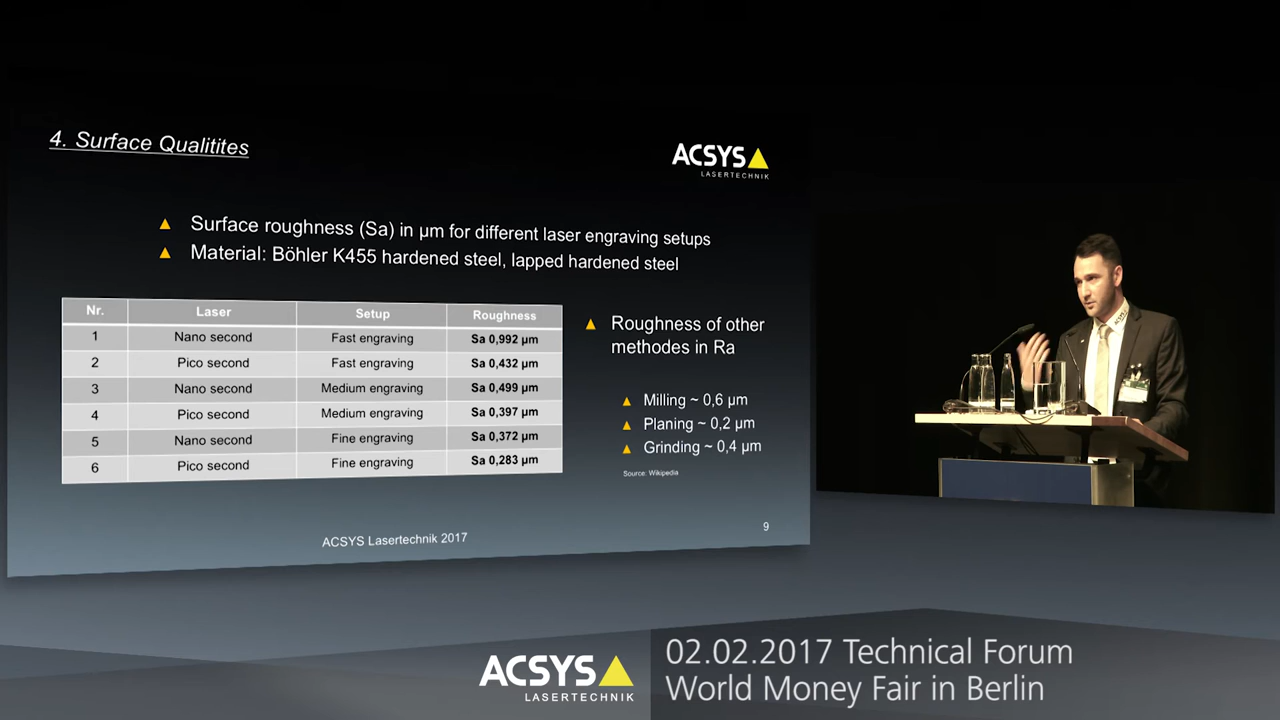 4. Surface Qualitites
ACSYS
LASERTECHNIK
Surface roughness (Sa) in µm for different laser engraving setups
Material: Böhler K455 hardened steel, lapped hardened steel
Nr. Laser Setup Roughness
1 Nano second Fast engraving Sa 0,992 µm
2 Pico second Fast engraving Sa 0,432 µm
3 Nano second Medium engraving Sa 0,499 µm
4 Pico second Medium engraving Sa 0,397 µm
5 Nano second Fine engraving Sa 0,372 µm
6 Pico second Fine engraving Sa 0,283 µm
Roughness of other
methodes in Ra
Milling ~ 0,6 µm
Planing ~ 0,2 µm
Grinding ~ 0,4 µm
Source: Wikipedia
ACSYS Lasertechnik 2017
9
ACSYS
ACSYS
LASERTECHNIK
02.02.2017 Technical Forum
World Money Fair in Berlin